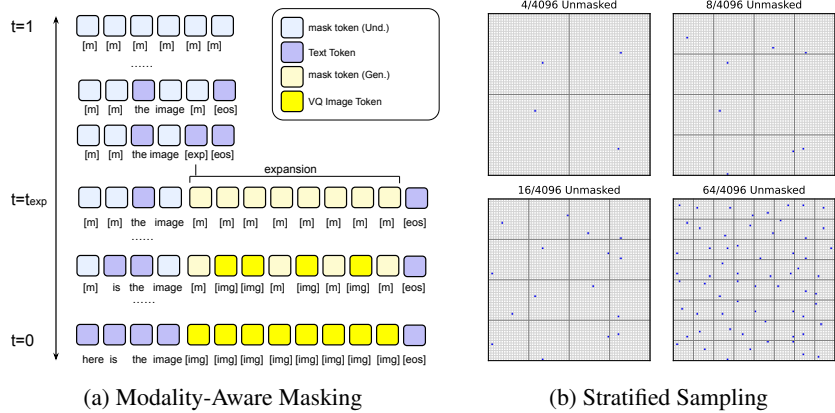 t=1
[m] [m] [m] [m] [m] [m]
......
[m] [m] the image [m] [eos]
[m] [m] the image [exp] [eos]
expansion
t=texp
[m] [m] the image [m] [m] [m] [m] [m] [m] [m] [m] [eos]
......
[m] is the image [m] [img] [img] [m] [img] [m] [img] [m] [eos]
......
t=0
here is the image [img] [img] [img] [img] [img] [img] [img] [img] [eos]
mask token (Und.)
Text Token
mask token (Gen.)
VQ Image Token
(a) Modality-Aware Masking
4/4096 Unmasked
8/4096 Unmasked
16/4096 Unmasked
64/4096 Unmasked
(b) Stratified Sampling